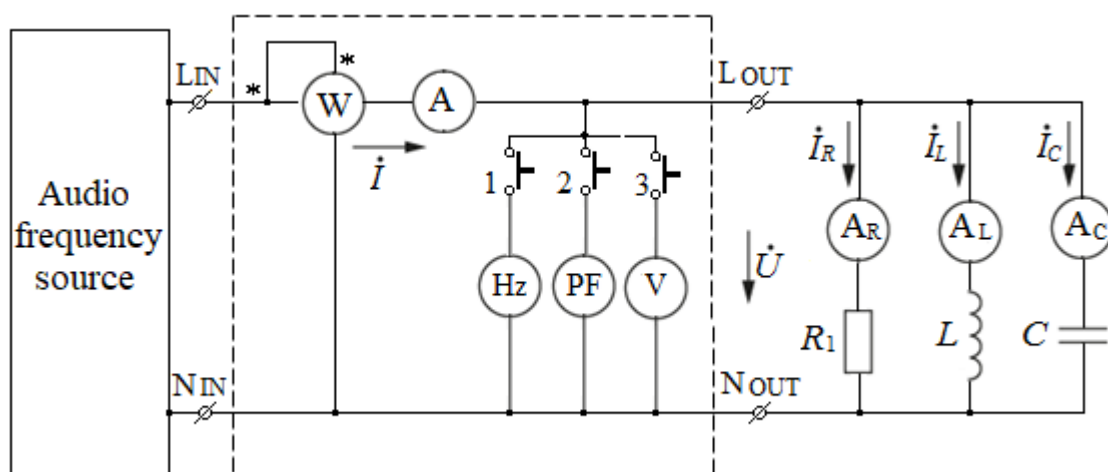 Audio
frequency
source
LIN
NIN
*
*
W
A
İ
1
2
3
Hz
PF
V
LOUT
NOUT
U̇
İR
İL
İC
AR
AL
AC
R1
L
C